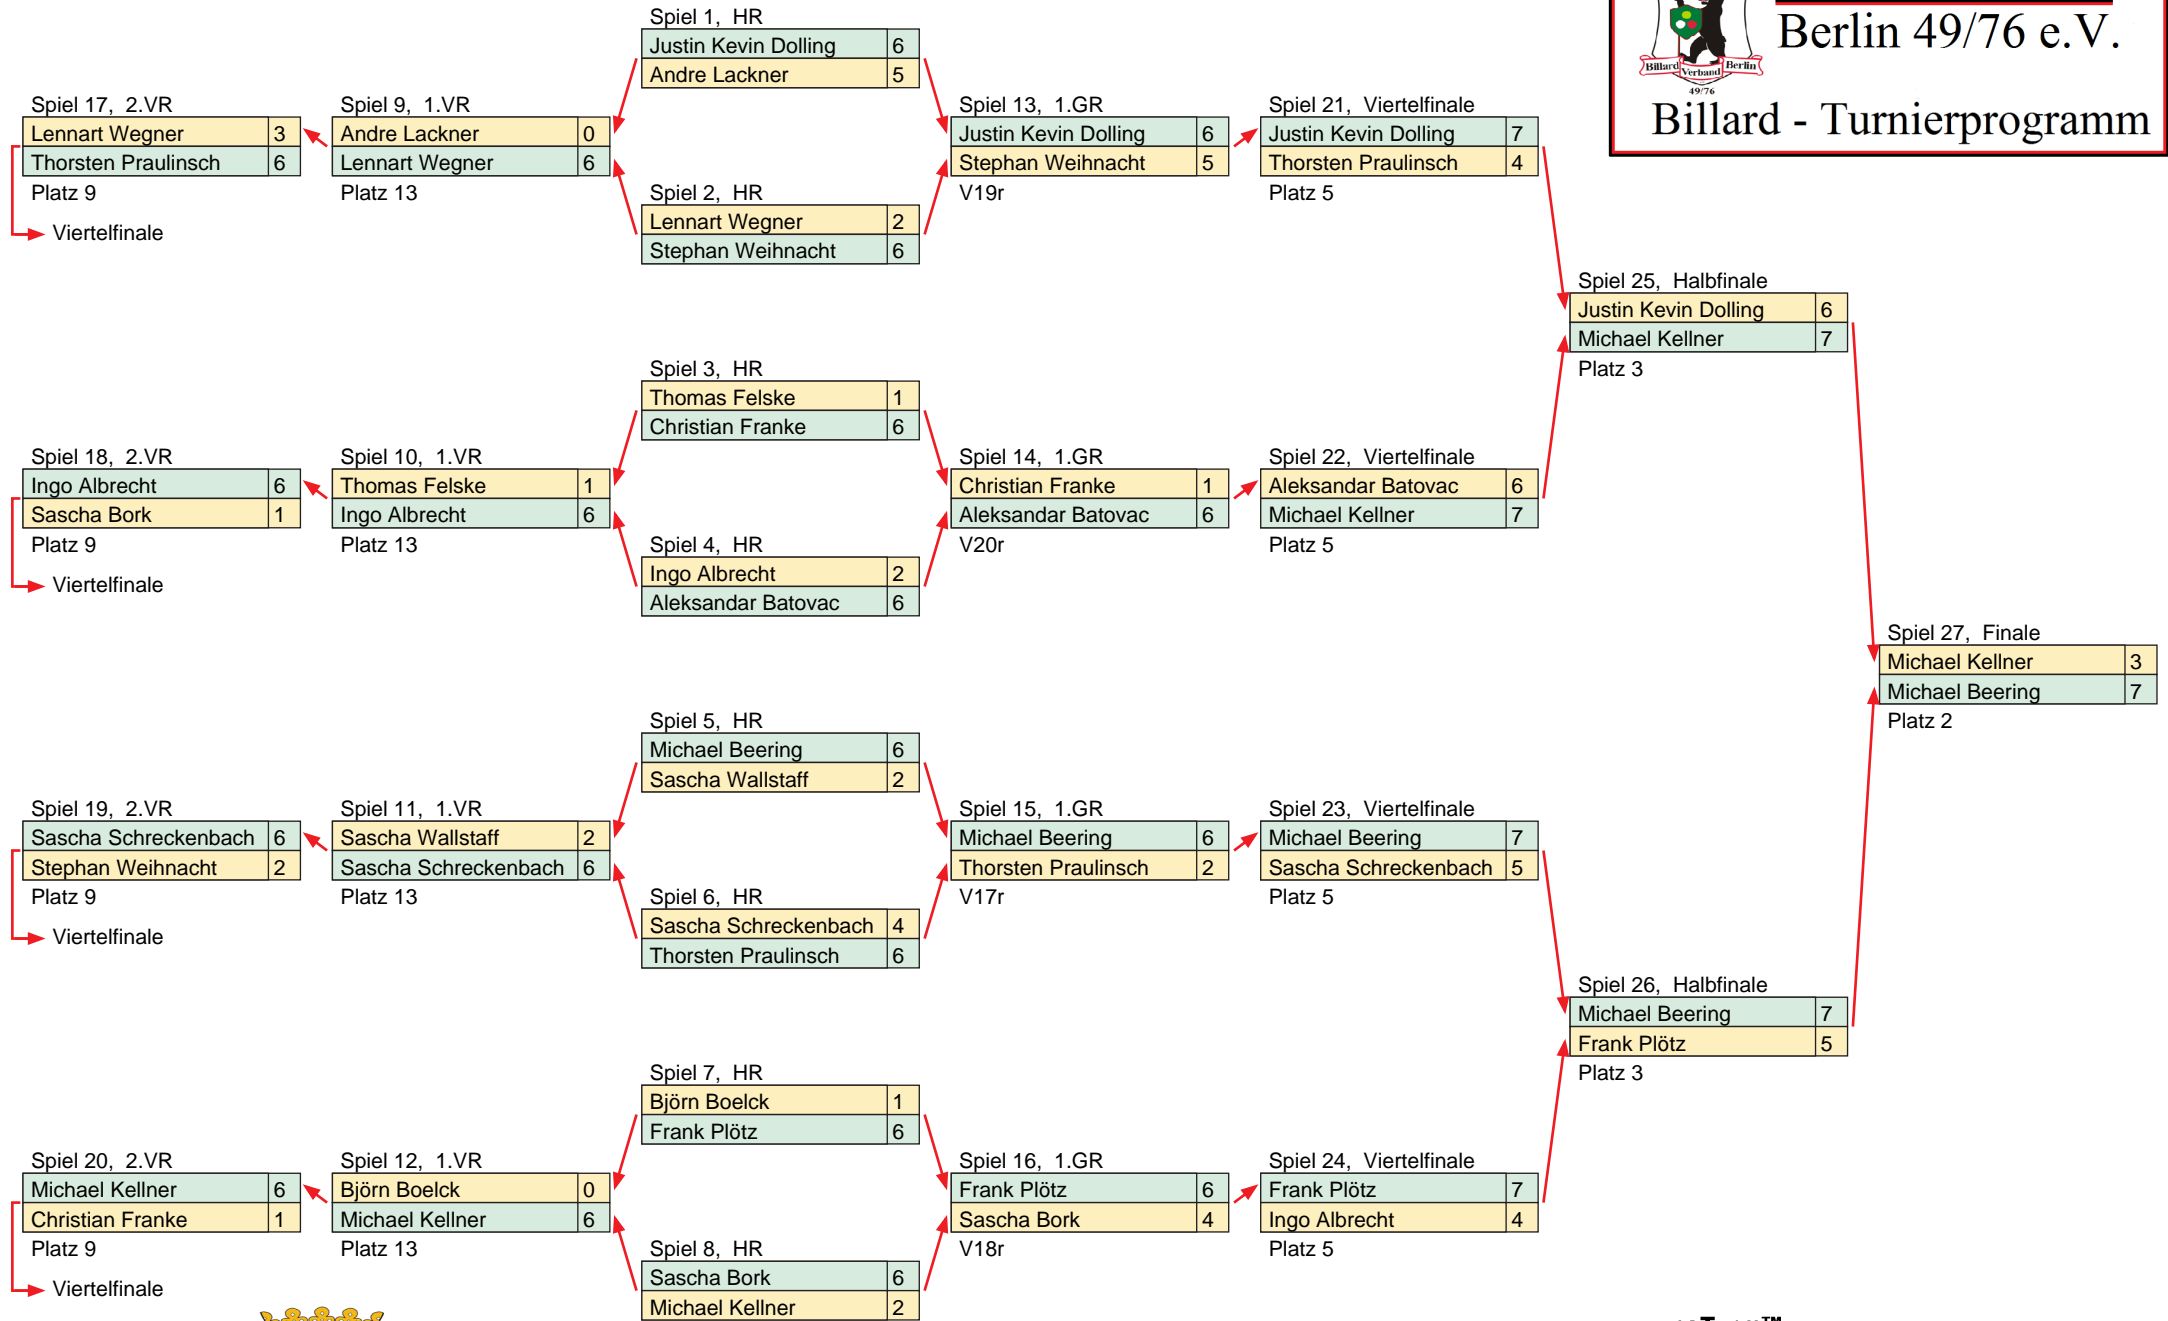 Berlin 49/76 e.V.
Billard Verband Berlin
49/76
Billard - Turnierprogramm
Spiel 17, 2.VR
Lennart Wegner 3
Thorsten Praulinsch 6
Platz 9
Viertelfinale
Spiel 18, 2.VR
Ingo Albrecht 6
Sascha Bork 1
Platz 9
Viertelfinale
Spiel 19, 2.VR
Sascha Schreckenbach 6
Stephan Weihnacht 2
Platz 9
Viertelfinale
Spiel 20, 2.VR
Michael Kellner 6
Christian Franke 1
Platz 9
Viertelfinale
Spiel 9, 1.VR
Andre Lackner 0
Lennart Wegner 6
Platz 13
Spiel 10, 1.VR
Thomas Felske 1
Ingo Albrecht 6
Platz 13
Spiel 11, 1.VR
Sascha Wallstaff 2
Sascha Schreckenbach 6
Platz 13
Spiel 12, 1.VR
Björn Boelck 0
Michael Kellner 6
Platz 13
Spiel 1, HR
Justin Kevin Dolling 6
Andre Lackner 5
Spiel 2, HR
Lennart Wegner 2
Stephan Weihnacht 6
Spiel 3, HR
Thomas Felske 1
Christian Franke 6
Spiel 4, HR
Ingo Albrecht 2
Aleksandar Batovac 6
Spiel 5, HR
Michael Beering 6
Sascha Wallstaff 2
Spiel 6, HR
Sascha Schreckenbach 4
Thorsten Praulinsch 6
Spiel 7, HR
Björn Boelck 1
Frank Plötz 6
Spiel 8, HR
Sascha Bork 6
Michael Kellner 2
Spiel 13, 1.GR
Justin Kevin Dolling 6
Stephan Weihnacht 5
V19r
Spiel 14, 1.GR
Christian Franke 1
Aleksandar Batovac 6
V20r
Spiel 15, 1.GR
Michael Beering 6
Thorsten Praulinsch 2
V17r
Spiel 16, 1.GR
Frank Plötz 6
Sascha Bork 4
V18r
Spiel 21, Viertelfinale
Justin Kevin Dolling 7
Thorsten Praulinsch 4
Platz 5
Spiel 22, Viertelfinale
Aleksandar Batovac 6
Michael Kellner 7
Platz 5
Spiel 23, Viertelfinale
Michael Beering 7
Sascha Schreckenbach 5
Platz 5
Spiel 24, Viertelfinale
Frank Plötz 7
Ingo Albrecht 4
Platz 5
Spiel 25, Halbfinale
Justin Kevin Dolling 6
Michael Kellner 7
Platz 3
Spiel 26, Halbfinale
Michael Beering 7
Frank Plötz 5
Platz 3
Spiel 27, Finale
Michael Kellner 3
Michael Beering 7
Platz 2